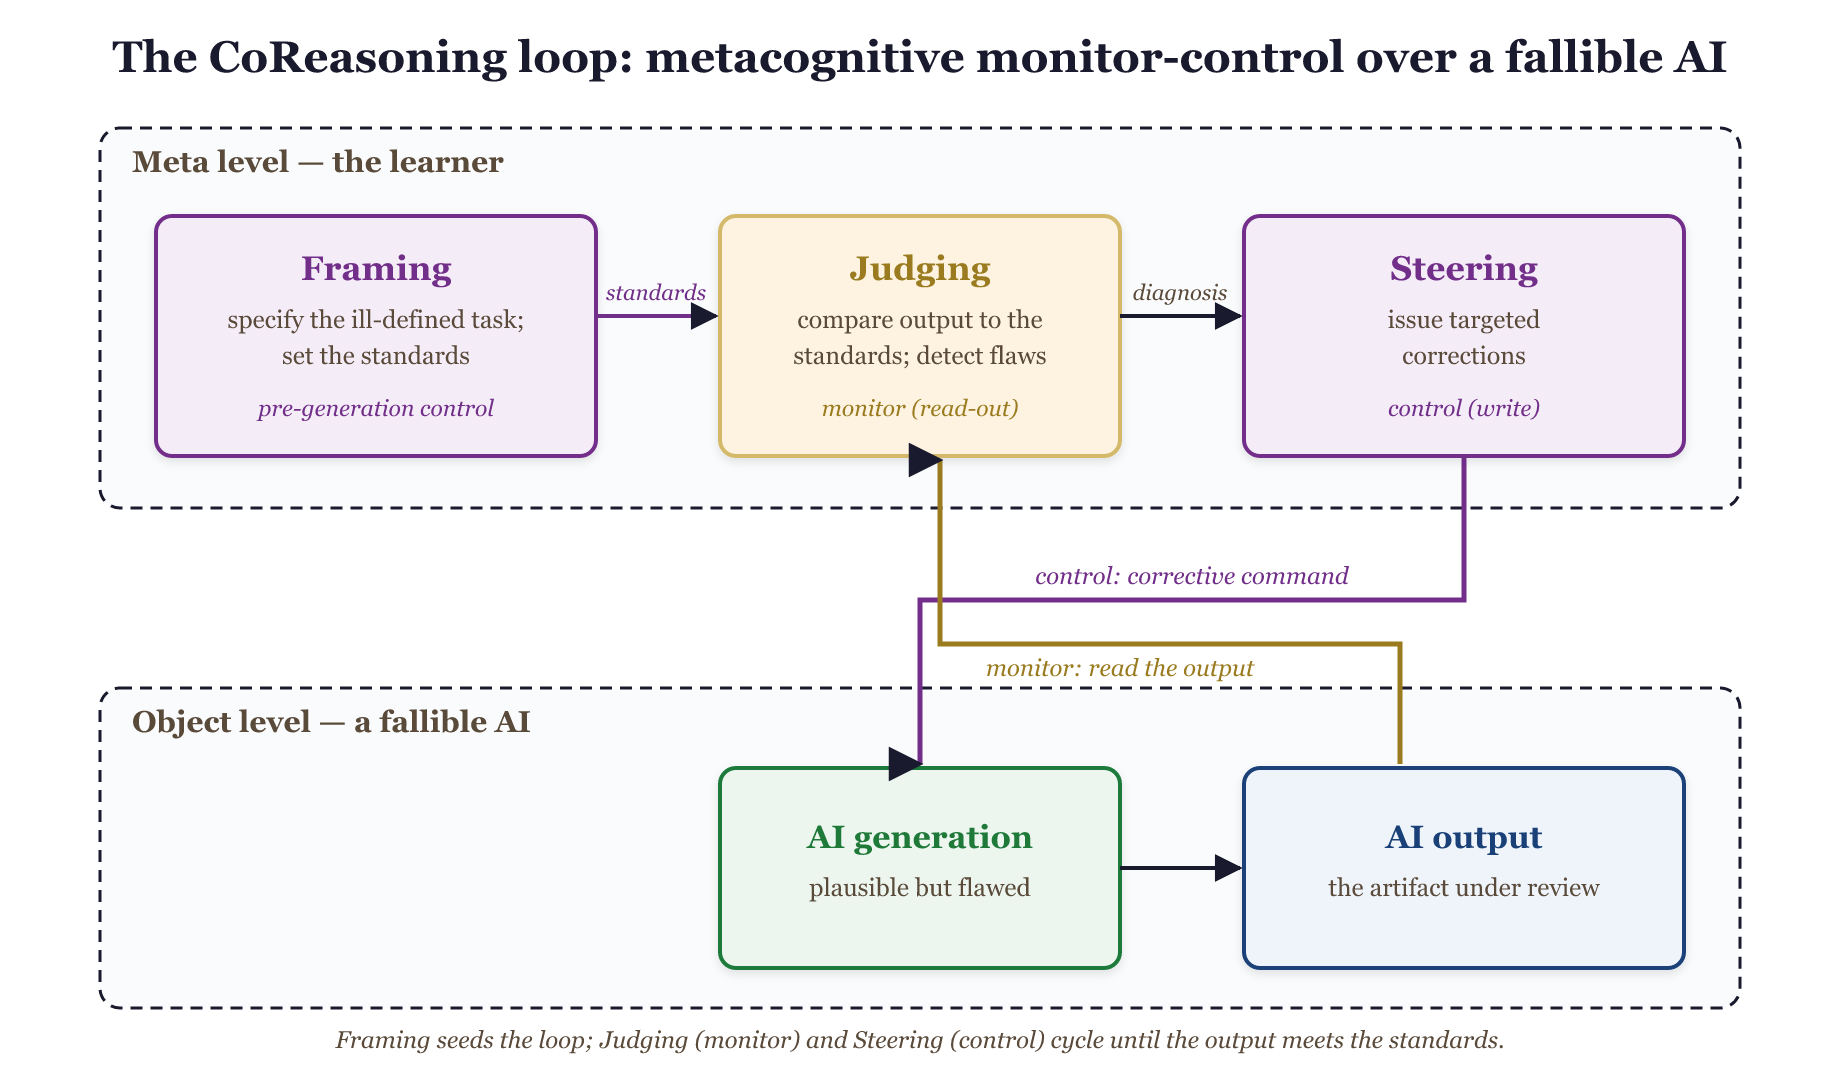 The CoReasoning loop: metacognitive monitor-control over a fallible AI
Meta level — the learner
Framing
specify the ill-defined task;
set the standards
pre-generation control
standards
Judging
compare output to the
standards; detect flaws
monitor (read-out)
diagnosis
Steering
issue targeted
corrections
control (write)
control: corrective command
monitor: read the output
Object level — a fallible AI
AI generation
plausible but flawed
AI output
the artifact under review
Framing seeds the loop; Judging (monitor) and Steering (control) cycle until the output meets the standards.